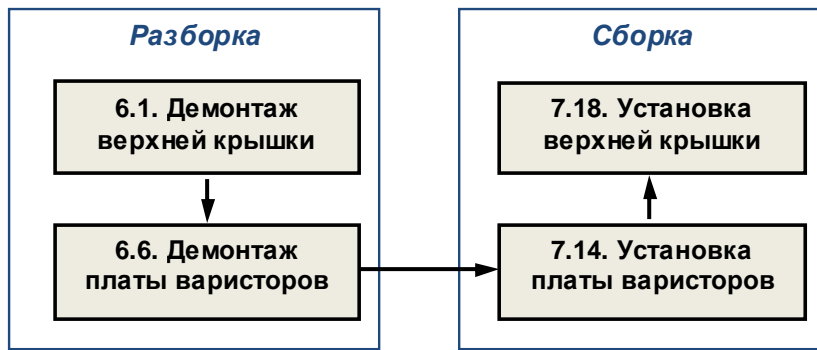 Разборка
6.1. Демонтаж
верхней крышки
6.6. Демонтаж
платы варисторов
Сборка
7.18. Установка
верхней крышки
7.14. Установка
платы варисторов